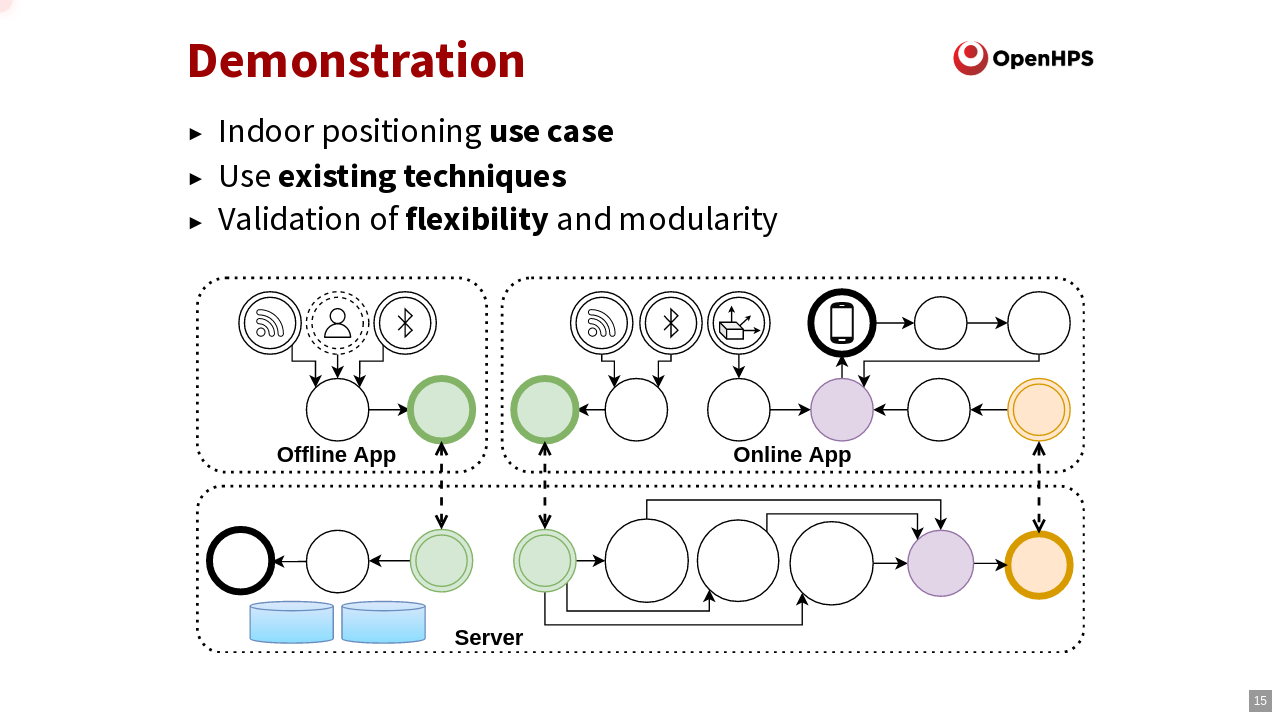 Demonstration
OpenHPS
► Indoor positioning use case
► Use existing techniques
► Validation of flexibility and modularity
Offline App
Online App
Server
15